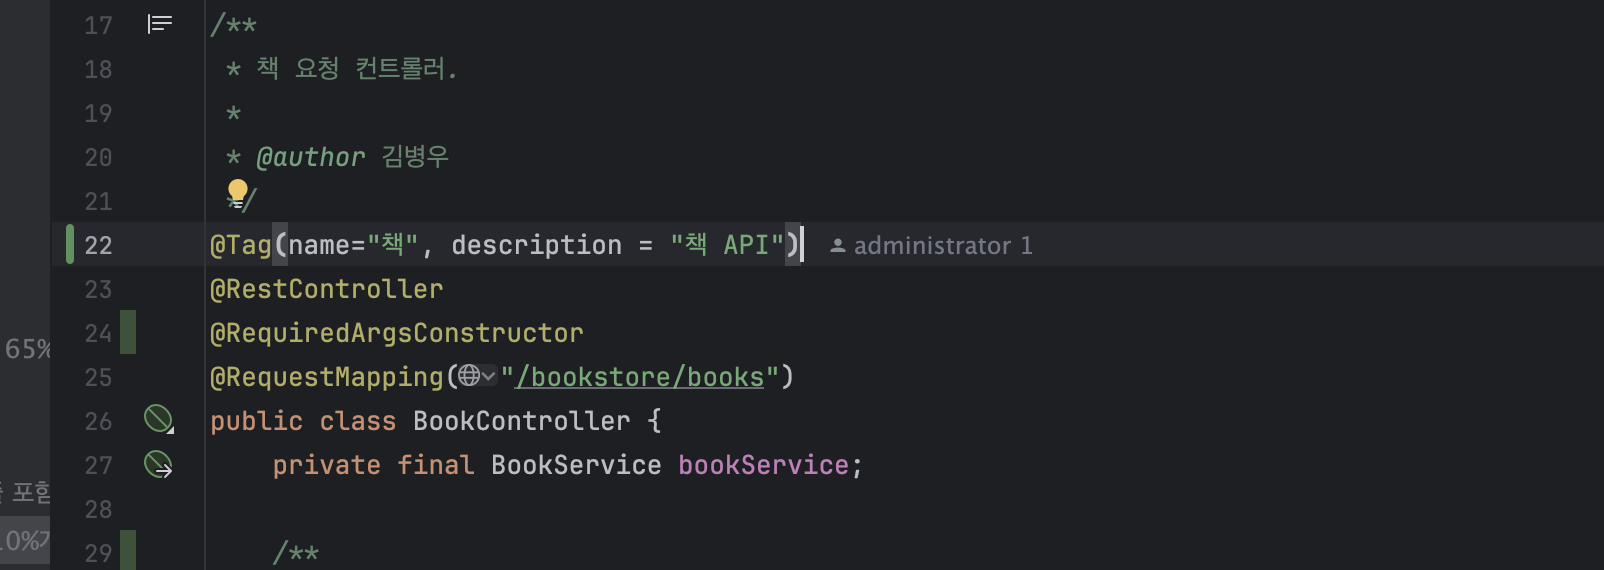 17 /**
18 * 책 요청 컨트롤러.
19 *
20 * @author 김병우
21 */
22 @Tag(name="책", description = "책 API") administrator 1
23 @RestController
24 @RequiredArgsConstructor
65%
25 @RequestMapping("/bookstore/books")
26 public class BookController {
27 private final BookService bookService;
포함
28
29 /**